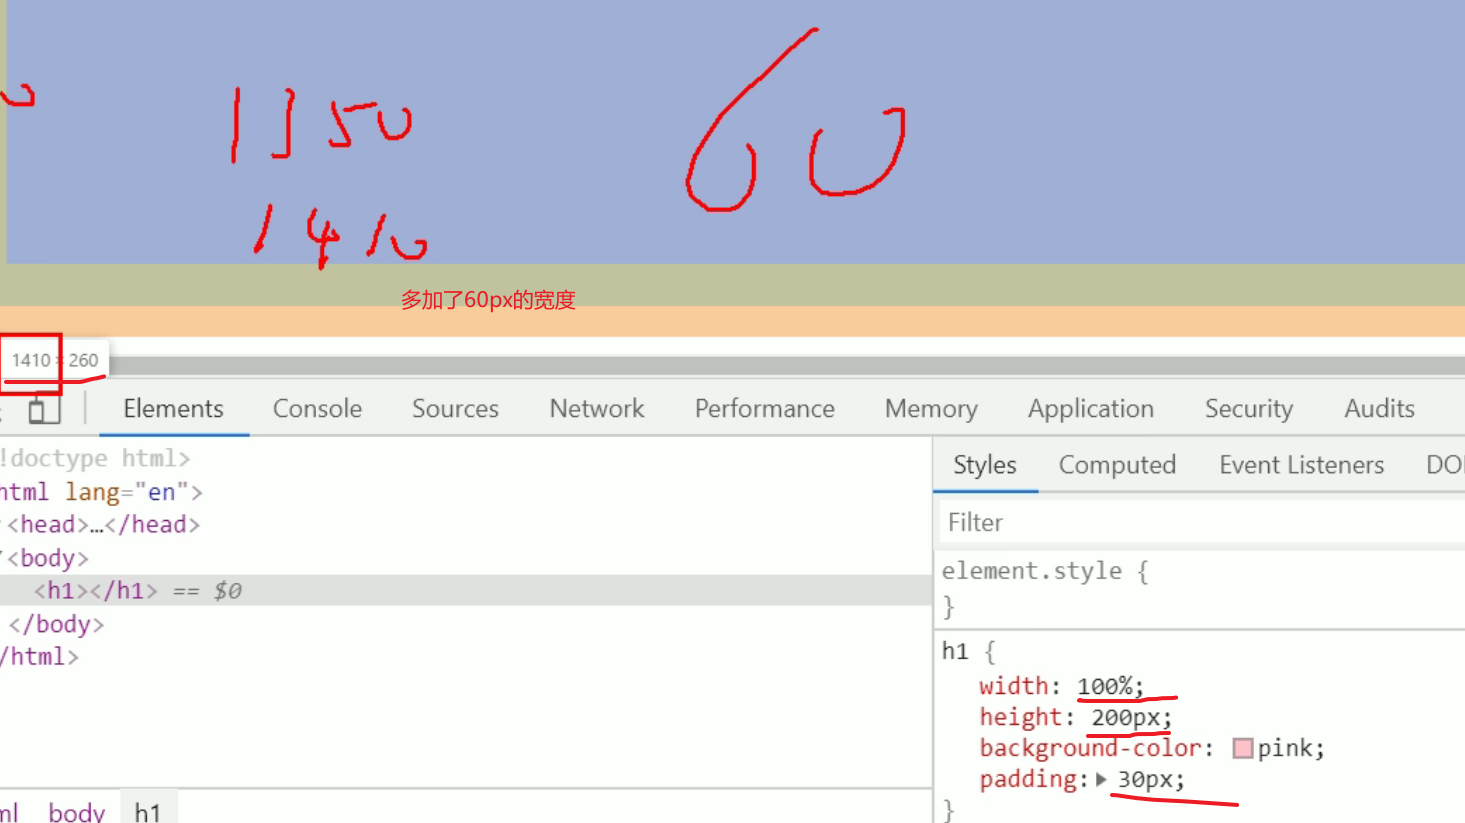 1350
60
1410
多加了60px的宽度
1410 × 260
Elements Console Sources Network Performance Memory Application Security Audits
!doctype html>
html lang="en">
<head>…</head>
<body>
<h1></h1> == $0
</body>
/html>
Styles Computed Event Listeners DO
Filter
element.style {
}
h1 {
width: 100%;
height: 200px;
background-color: pink;
padding: 30px;
}
ml body h1